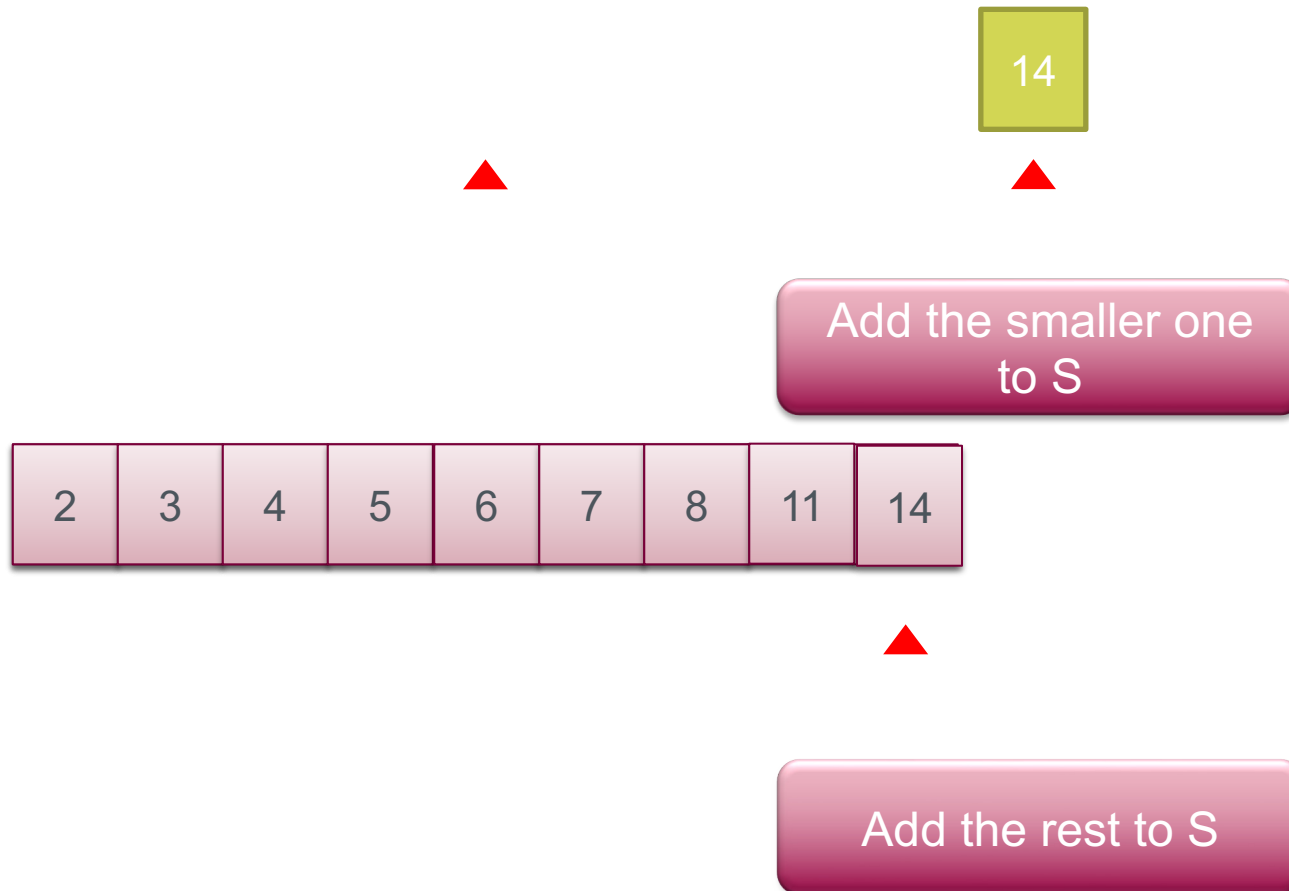 14
Add the smaller one
to S
2 3 4 5 6 7 8 11 14
Add the rest to S